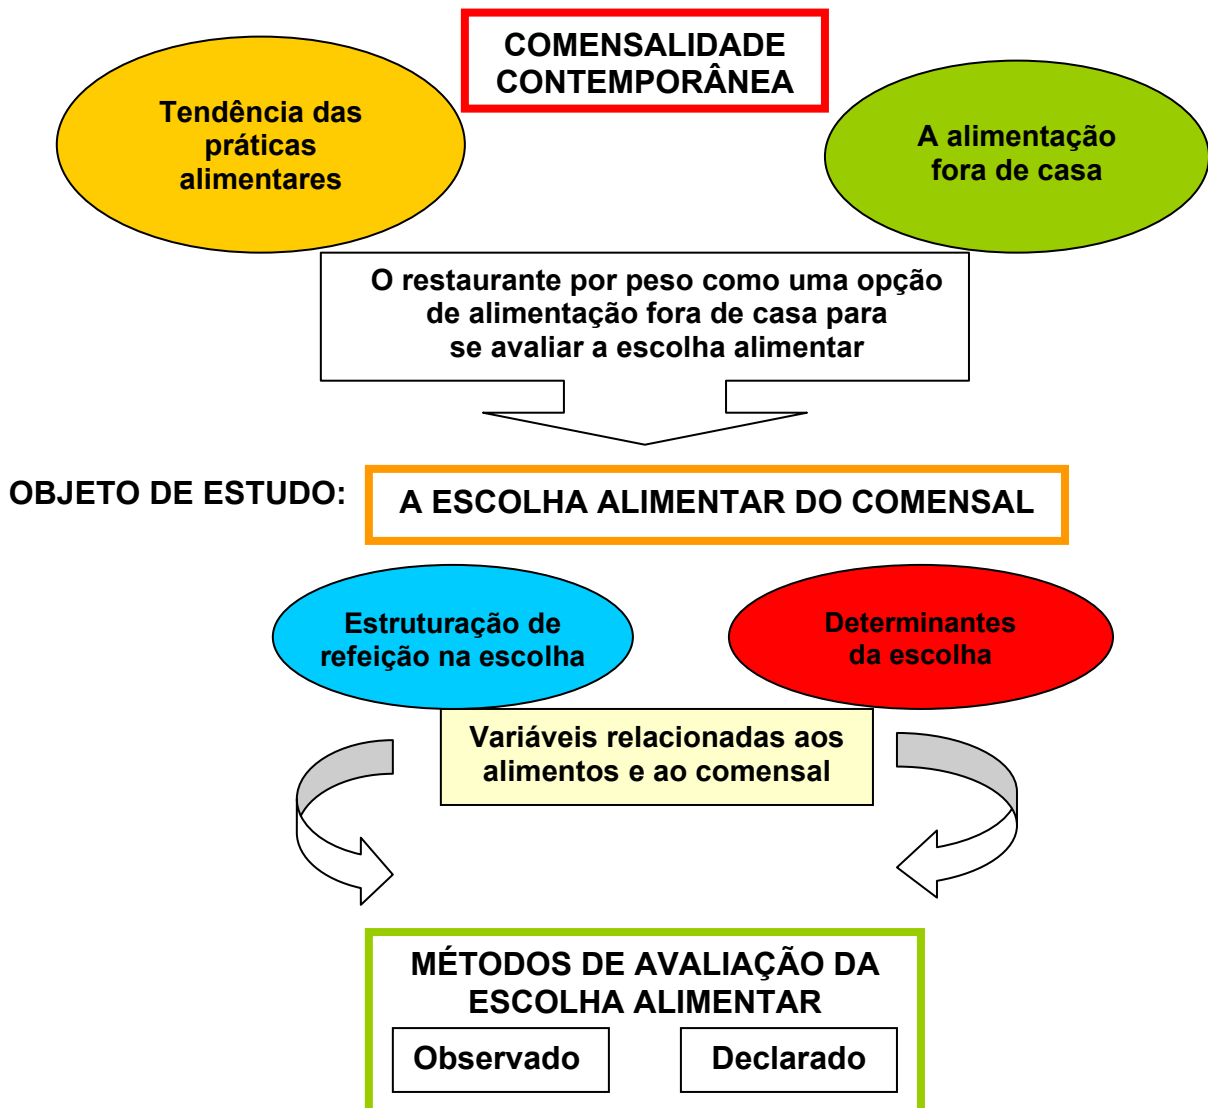 COMENSALIDADE
CONTEMPORÂNEA
Tendência das
práticas
alimentares
A alimentação
fora de casa
O restaurante por peso como uma opção
de alimentação fora de casa para
se avaliar a escolha alimentar
OBJETO DE ESTUDO:
A ESCOLHA ALIMENTAR DO COMENSAL
Estruturação de
refeição na escolha
Determinantes
da escolha
Variáveis relacionadas aos
alimentos e ao comensal
MÉTODOS DE AVALIAÇÃO DA
ESCOLHA ALIMENTAR
Observado
Declarado